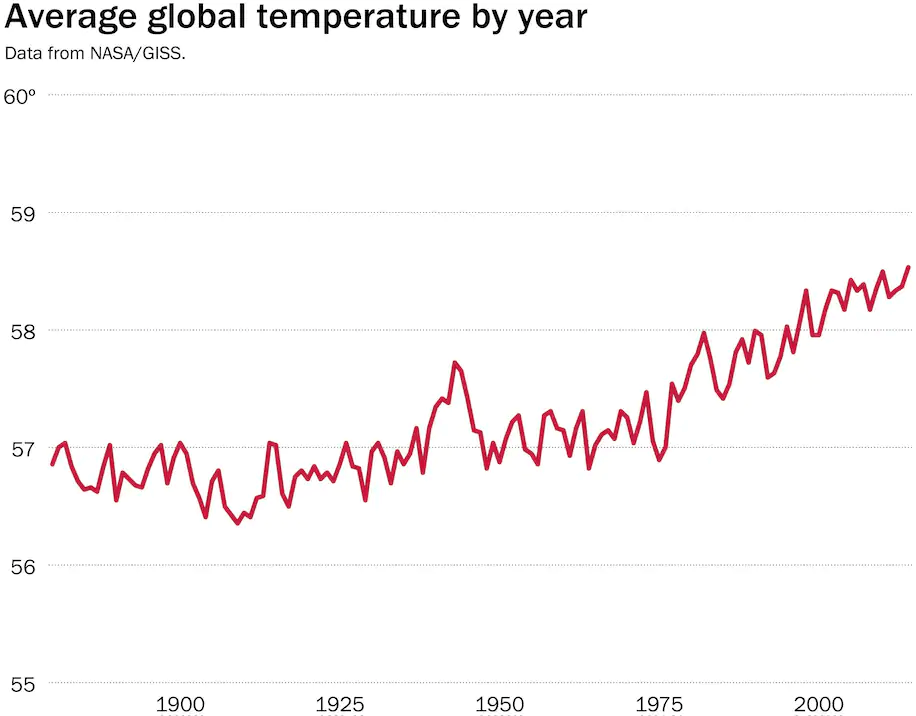 Average global temperature by year
Data from NASA/GISS.
60º
59
58
57
56
55
1900 1925 1950 1975 2000